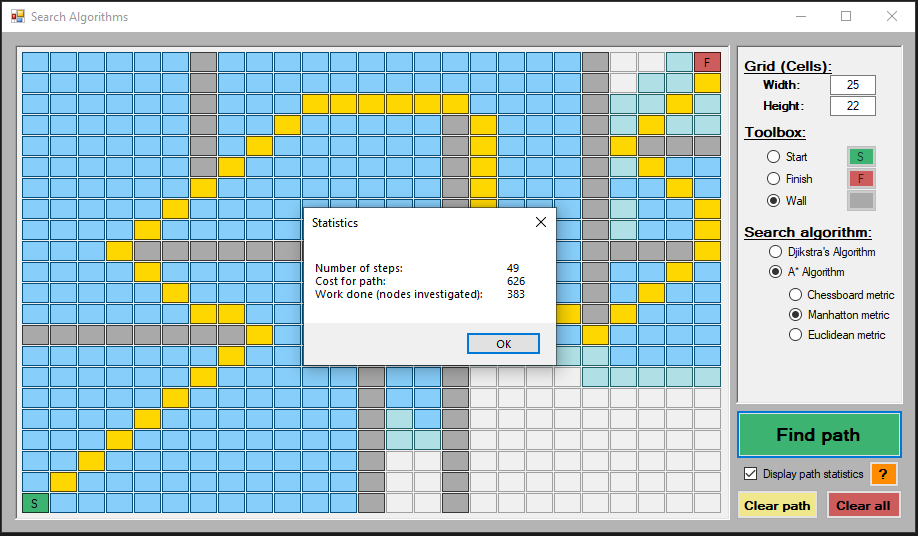 Search Algorithms
F
S
Statistics
Number of steps: 49
Cost for path: 626
Work done (nodes investigated): 383
OK
Grid (Cells):
Width: 25
Height: 22
Toolbox:
Start S
Finish F
Wall
Search algorithm:
Djikstra's Algorithm
A* Algorithm
Chessboard metric
Manhatton metric
Euclidean metric
Find path
Display path statistics ?
Clear path Clear all